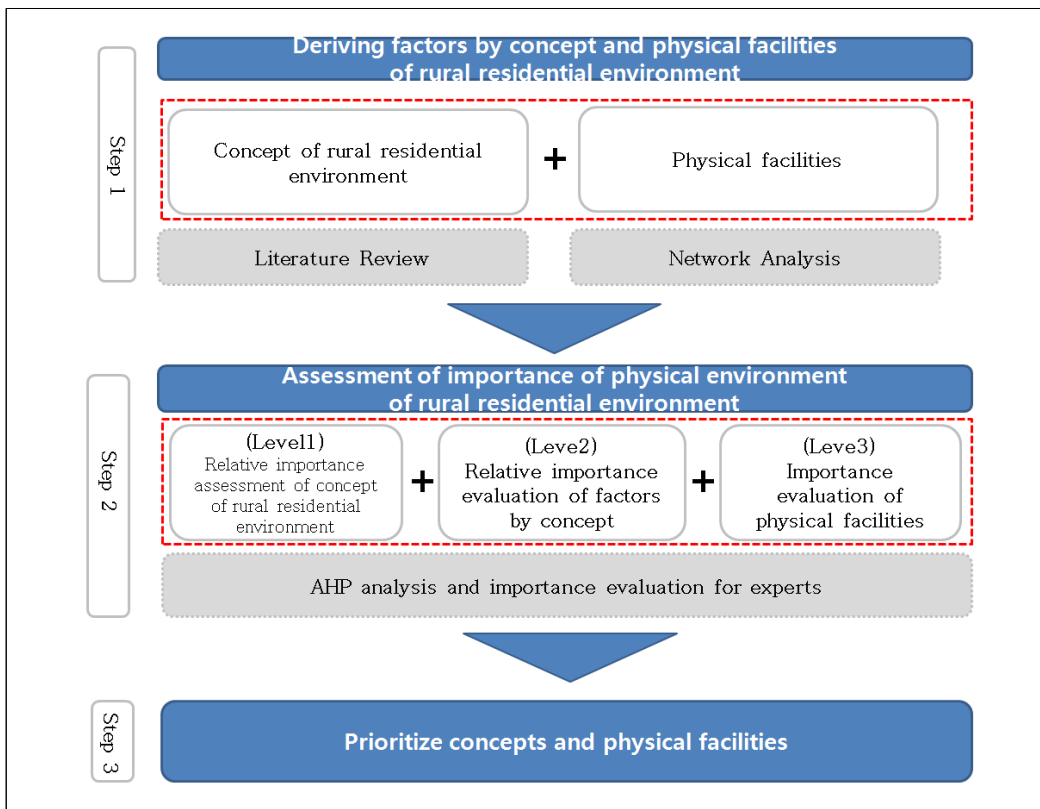 Step 1
Deriving factors by concept and physical facilities
of rural residential environment
Concept of rural residential
environment
+
Physical facilities
Literature Review
Network Analysis
Step 2
Assessment of importance of physical environment
of rural residential environment
(Level1)
Relative importance
assessment of concept
of rural residential
environment
+
(Leve2)
Relative importance
evaluation of factors
by concept
+
(Leve3)
Importance
evaluation of
physical facilities
AHP analysis and importance evaluation for experts
Step 3
Prioritize concepts and physical facilities